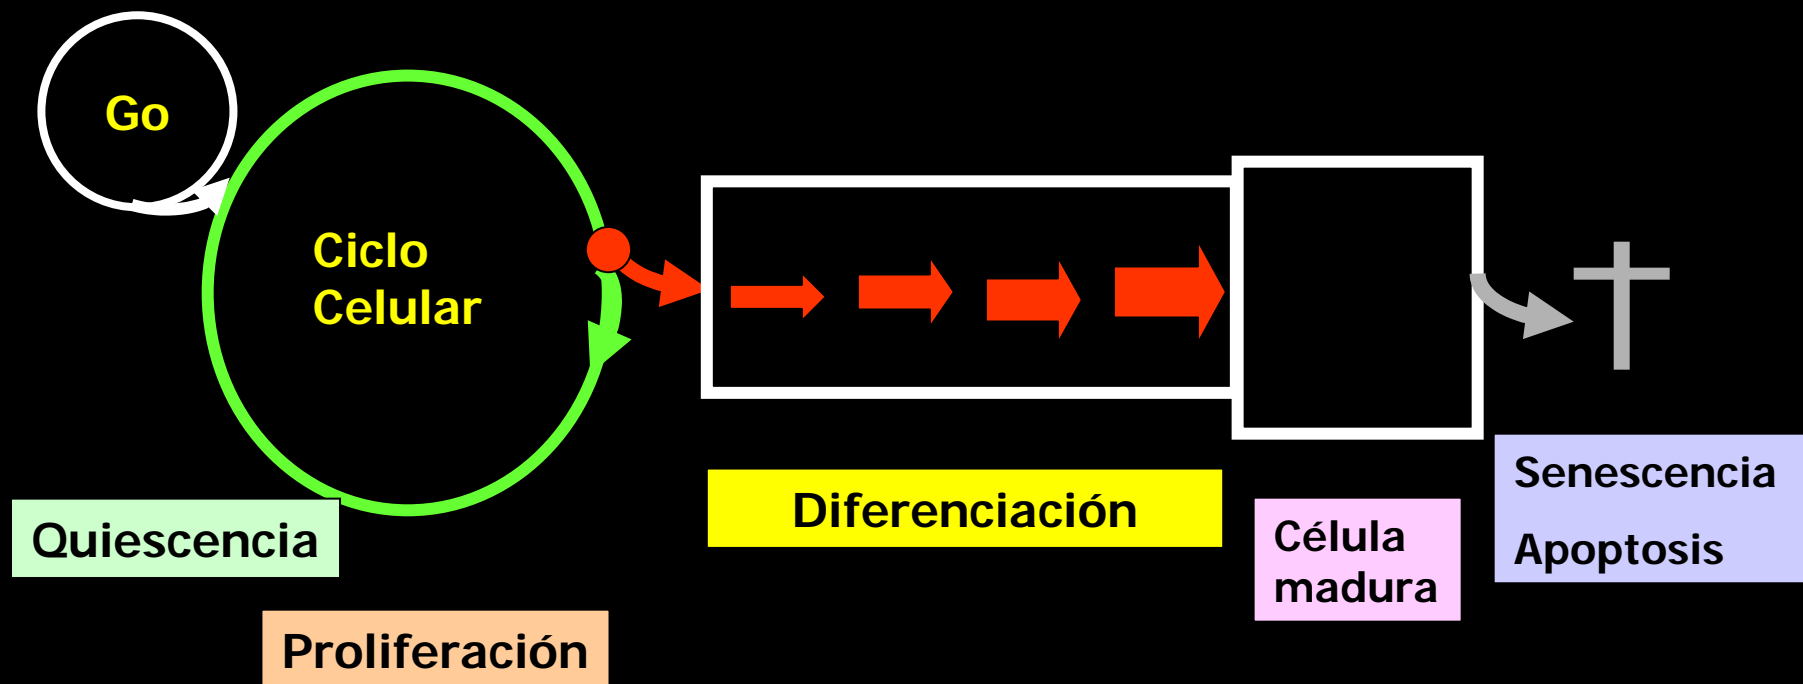 Go
Ciclo
Celular
Quiescencia
Proliferación
Diferenciación
Célula
madura
Senescencia
Apoptosis